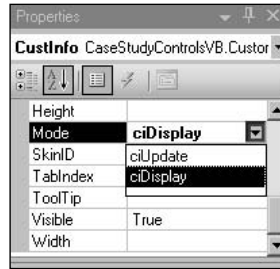 Properties
CustInfo CaseStudyControlsVB.Custor
Height
Mode ciDisplay
SkinID ciUpdate
TabIndex ciDisplay
ToolTip
Visible True
Width